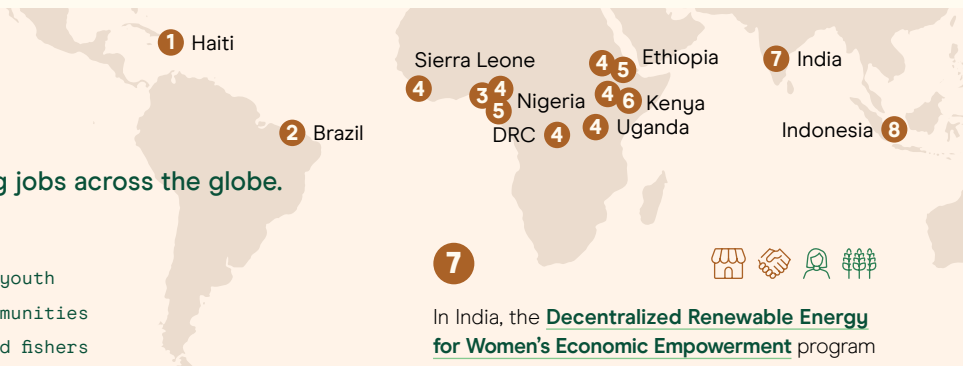 1 Haiti
Sierra Leone
4
3 4
5
Nigeria
4 5 Ethiopia
4 6 Kenya
DRC 4
4 Uganda
7 India
2 Brazil
Indonesia 8
jobs across the globe.
youth
d fishers
7
In India, the Decentralized Renewable Energy
for Women's Economic Empowerment program